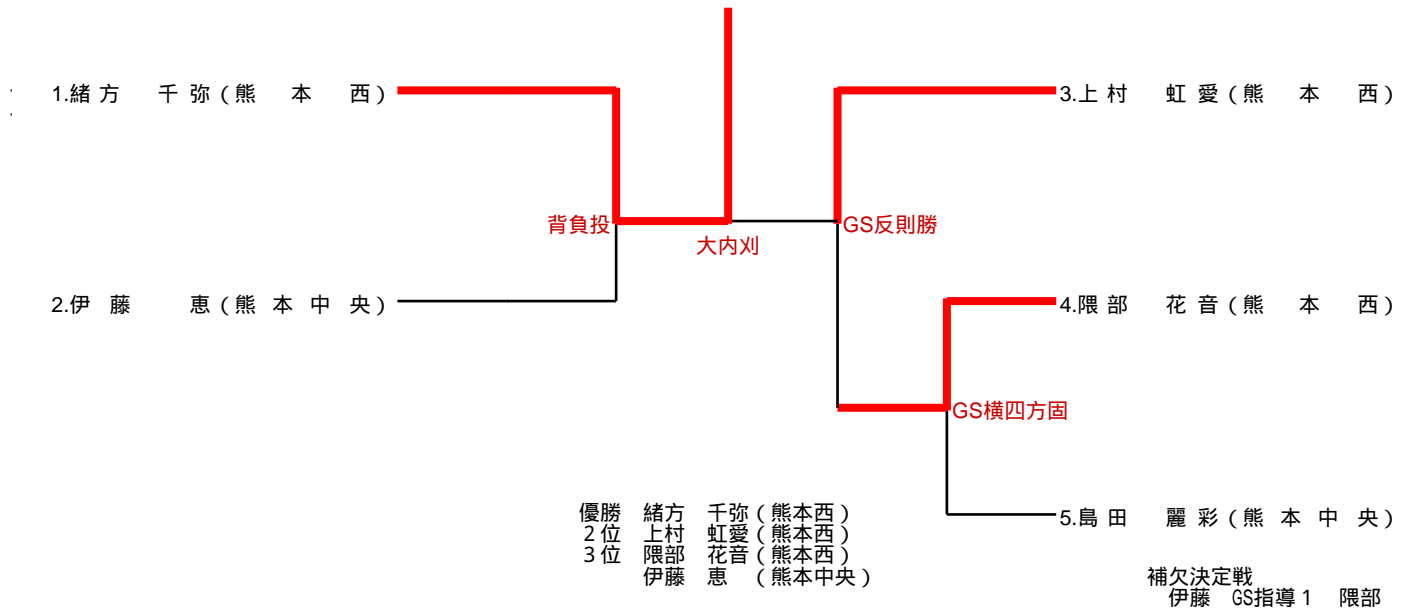 1.緒方 千弥(熊本西)
3.上村 虹愛(熊本西)
背負投
GS反則勝
大内刈
2.伊藤 恵(熊本中央)
4.隈部 花音(熊本西)
GS横四方固
5.島田 麗彩(熊本中央)
優勝 緒方 千弥(熊本西)
2位 上村 虹愛(熊本西)
3位 隈部 花音(熊本西)
伊藤 恵 (熊本中央)
補欠決定戦
伊藤 GS指導1 隈部